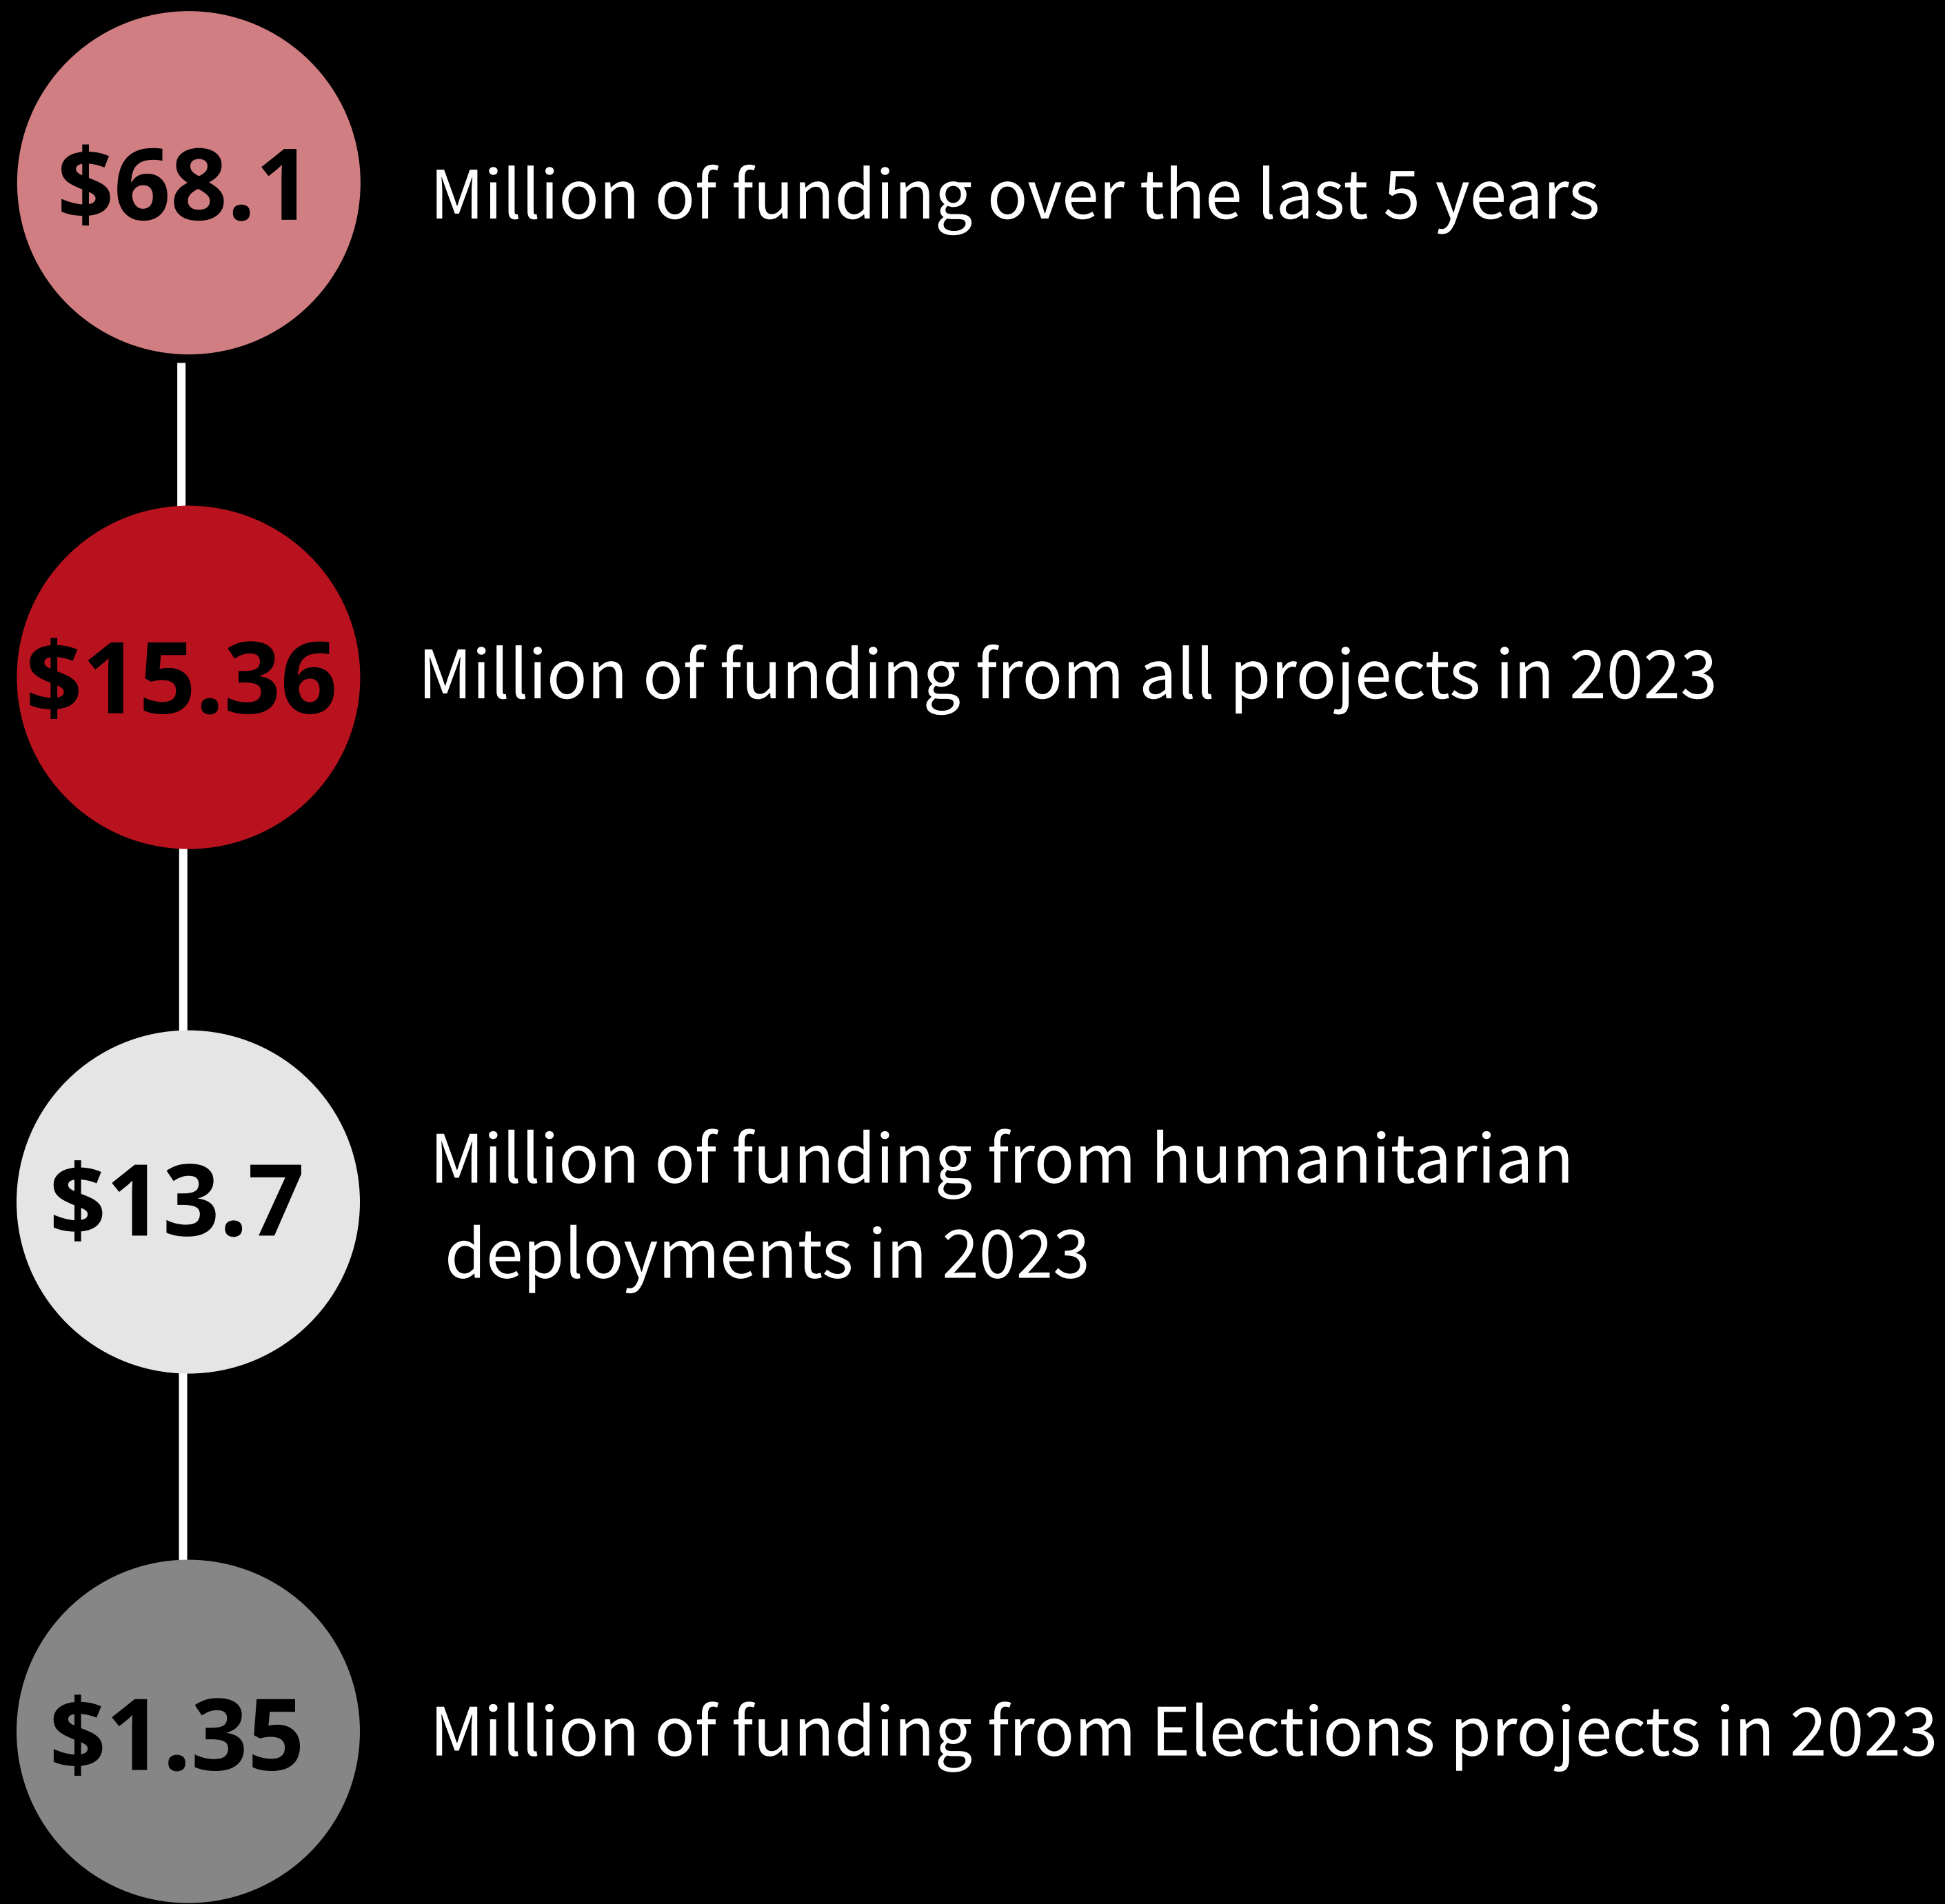 $68.1
Million of funding over the last 5 years
$15.36
Million of funding from all projects in 2023
$13.7
Million of funding from humanitarian
deployments in 2023
$1.35
Million of funding from Elections projects in 2023